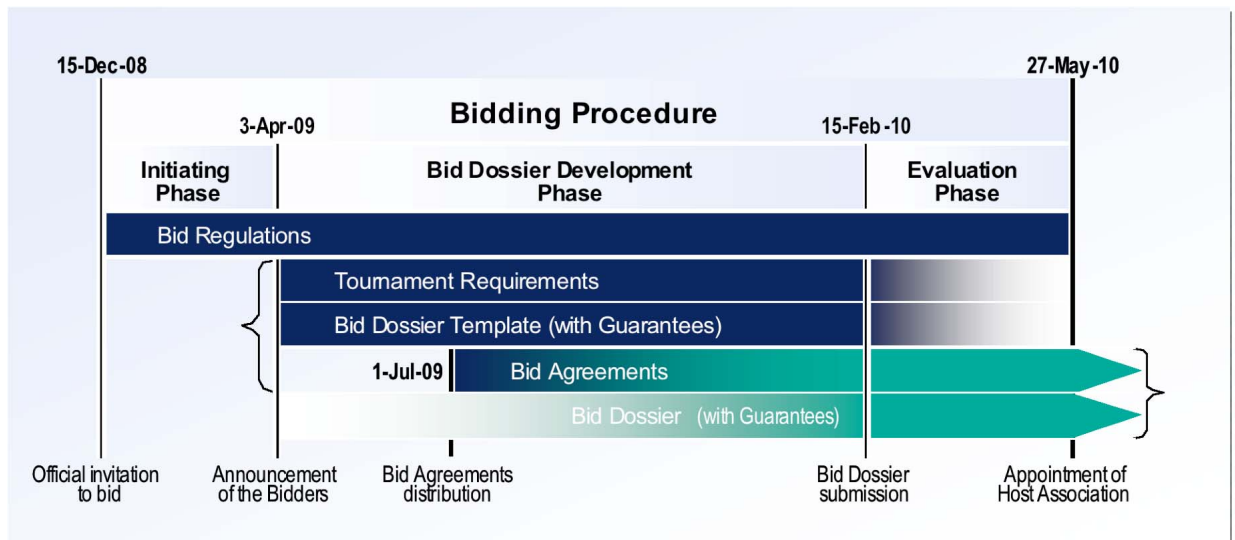 15-Dec-08
27-May-10
Bidding Procedure
3-Apr-09
15-Feb-10
Initiating
Phase
Bid Dossier Development
Phase
Evaluation
Phase
Bid Regulations
Tournament Requirements
Bid Dossier Template (with Guarantees)
1-Jul-09
Bid Agreements
Bid Dossier (with Guarantees)
Official invitation
to bid
Announcement
of the Bidders
Bid Agreements
distribution
Bid Dossier
submission
Appointment of
Host Association